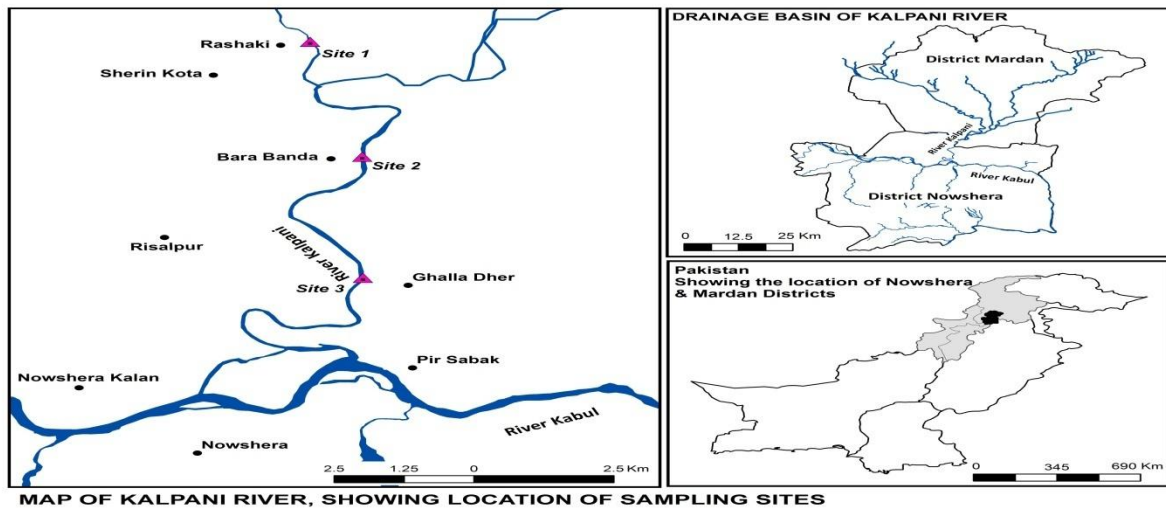 Rashaki
Site 1
Sherin Kota
Bara Banda
Site 2
Risalpur
River Kalpani
Ghalla Dher
Site 3
Pir Sabak
Nowshera Kalan
River Kabul
Nowshera
2.5 1.25 0 2.5 Km
DRAINAGE BASIN OF KALPANI RIVER
District Mardan
River Kalpani
River Kabul
District Nowshera
0 12.5 25 Km
Pakistan
Showing the location of Nowshera
& Mardan Districts
0 345 690 Km
MAP OF KALPANI RIVER, SHOWING LOCATION OF SAMPLING SITES